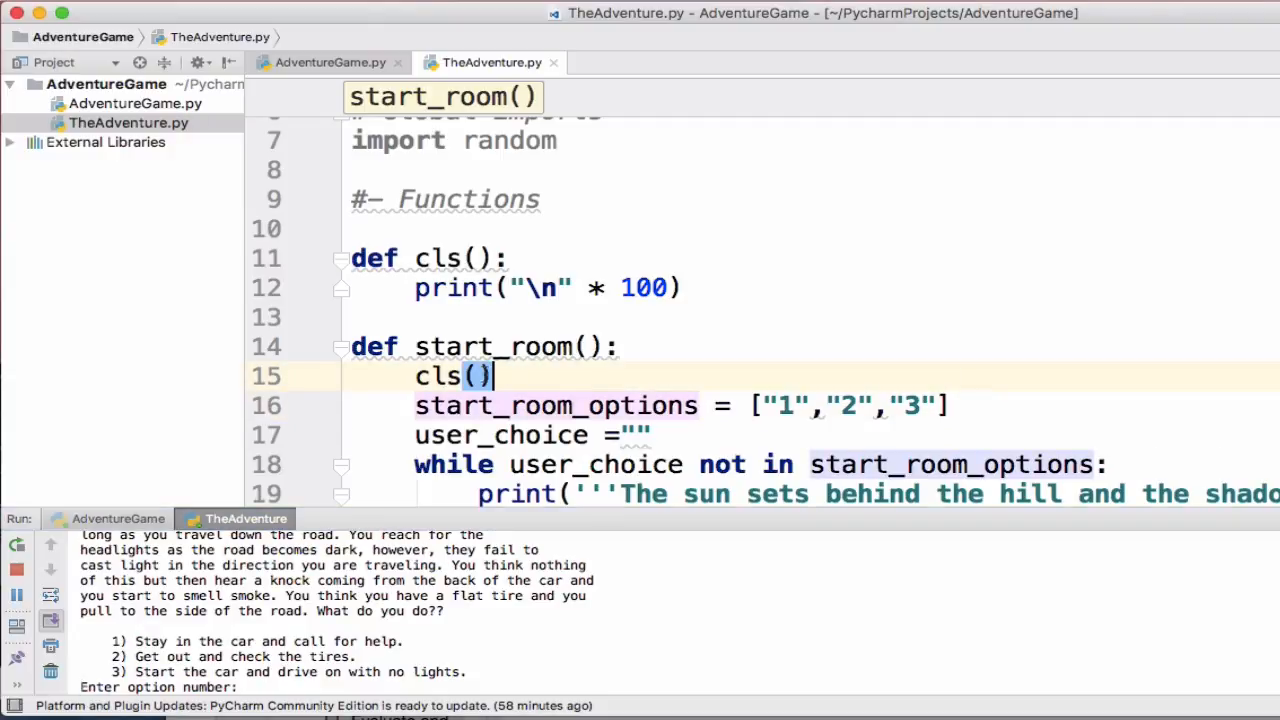 TheAdventure.py - AdventureGame - [~/PycharmProjects/AdventureGame]
AdventureGame TheAdventure.py
Project AdventureGame.py TheAdventure.py
AdventureGame ~/Pycharm
AdventureGame.py
TheAdventure.py
External Libraries
start_room()
# Global Imports
7 import random
8
9 #- Functions
10
11 def cls():
12 print("\n" * 100)
13
14 def start_room():
15 cls()
16 start_room_options = ["1","2","3"]
17 user_choice =""
18 while user_choice not in start_room_options:
19 print('''The sun sets behind the hill and the shado
Run: AdventureGame TheAdventure
long as you travel down the road. You reach for the
headlights as the road becomes dark, however, they fail to
cast light in the direction you are traveling. You think nothing
of this but then hear a knock coming from the back of the car and
you start to smell smoke. You think you have a flat tire and you
pull to the side of the road. What do you do??
1) Stay in the car and call for help.
2) Get out and check the tires.
3) Start the car and drive on with no lights.
Enter option number:
Platform and Plugin Updates: PyCharm Community Edition is ready to update. (58 minutes ago)